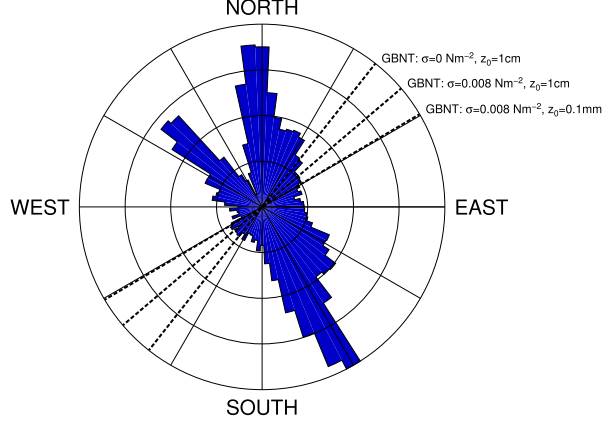 NORTH
GBNT: σ=0 Nm⁻², z₀=1cm
GBNT: σ=0.008 Nm⁻², z₀=1cm
GBNT: σ=0.008 Nm⁻², z₀=0.1mm
WEST
EAST
SOUTH